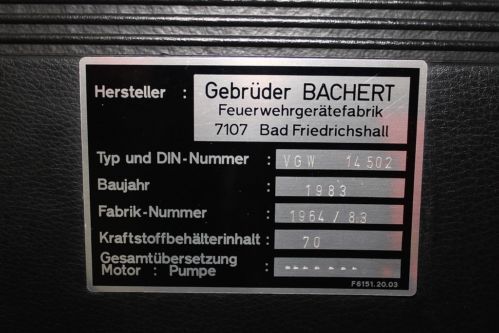 Hersteller : Gebrüder BACHERT
Feuerwehrgerätefabrik
7107 Bad Friedrichshall
Typ und DIN-Nummer : VGW 14502
Baujahr : 1983
Fabrik-Nummer : 1964/83
Kraftstoffbehälterinhalt : 70
Gesamtübersetzung
Motor : Pumpe : -------
F6151.20.03